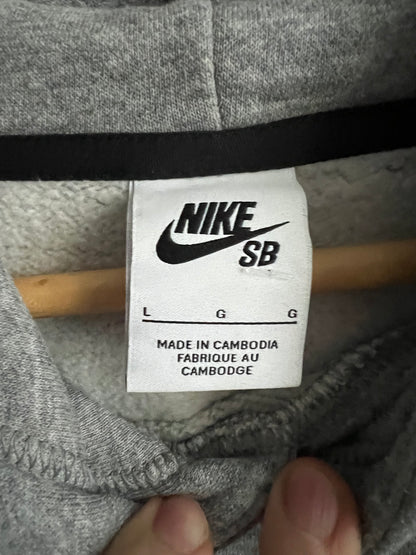 NIKE
SB
L G G
MADE IN CAMBODIA
FABRIQUE AU
CAMBODGE